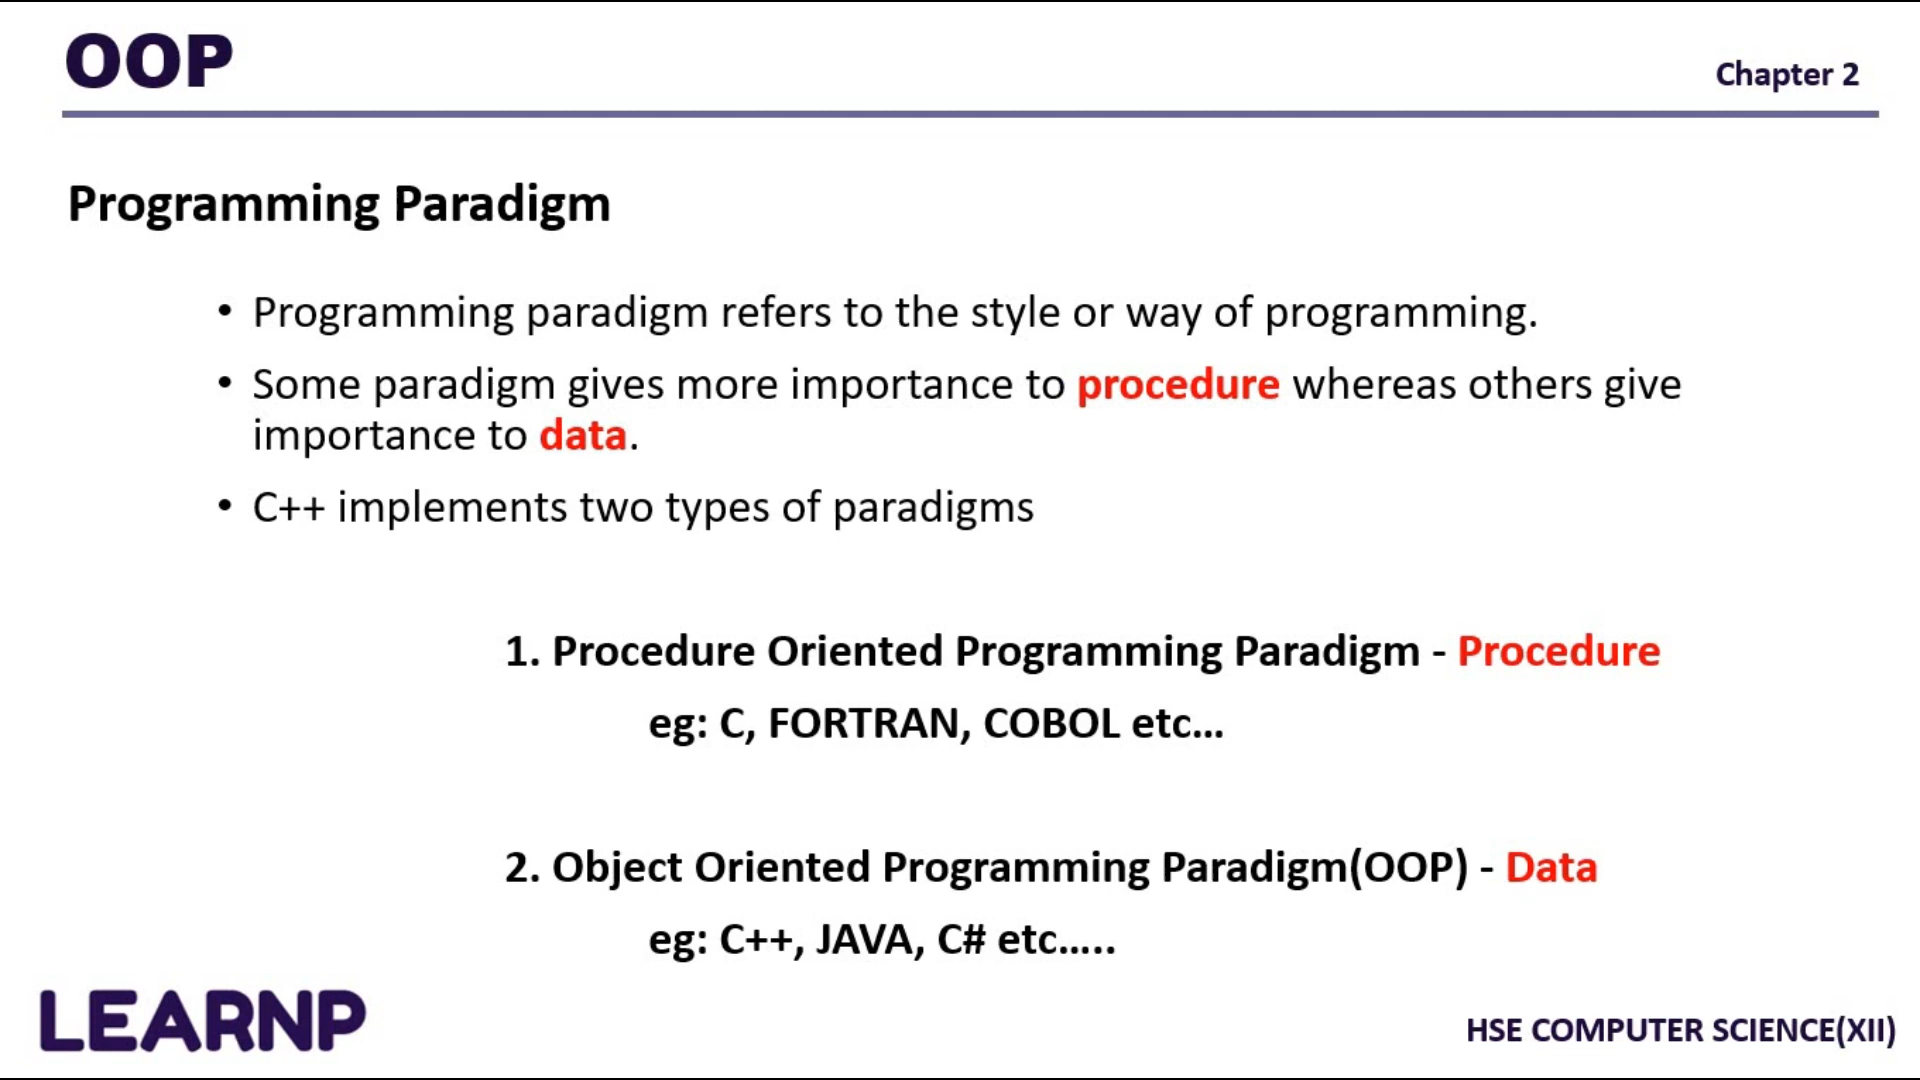 OOP
Chapter 2
Programming Paradigm
• Programming paradigm refers to the style or way of programming.
• Some paradigm gives more importance to procedure whereas others give
importance to data.
• C++ implements two types of paradigms
1. Procedure Oriented Programming Paradigm - Procedure
eg: C, FORTRAN, COBOL etc...
2. Object Oriented Programming Paradigm(OOP) - Data
eg: C++, JAVA, C# etc.....
LEARNP
HSE COMPUTER SCIENCE(XII)